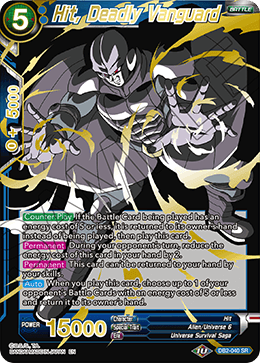 5
Hit, Deadly Vanguard
BATTLE
5000
Counter:Play If the Battle Card being played has an
energy cost of 5 or less, it is returned to its owner's hand
instead of being played, then play this card.
Permanent During your opponent's turn, reduce the
energy cost of this card in your hand by 2.
Permanent This card can't be returned to your hand by
your skills.
Auto When you play this card, choose up to 1 of your
opponent's Battle Cards with an energy cost of 5 or less
and return it to its owner's hand.
POWER 15000
Character Hit
Special Trait Alien/Universe 6
Era Universe Survival Saga
DB2-040 SR